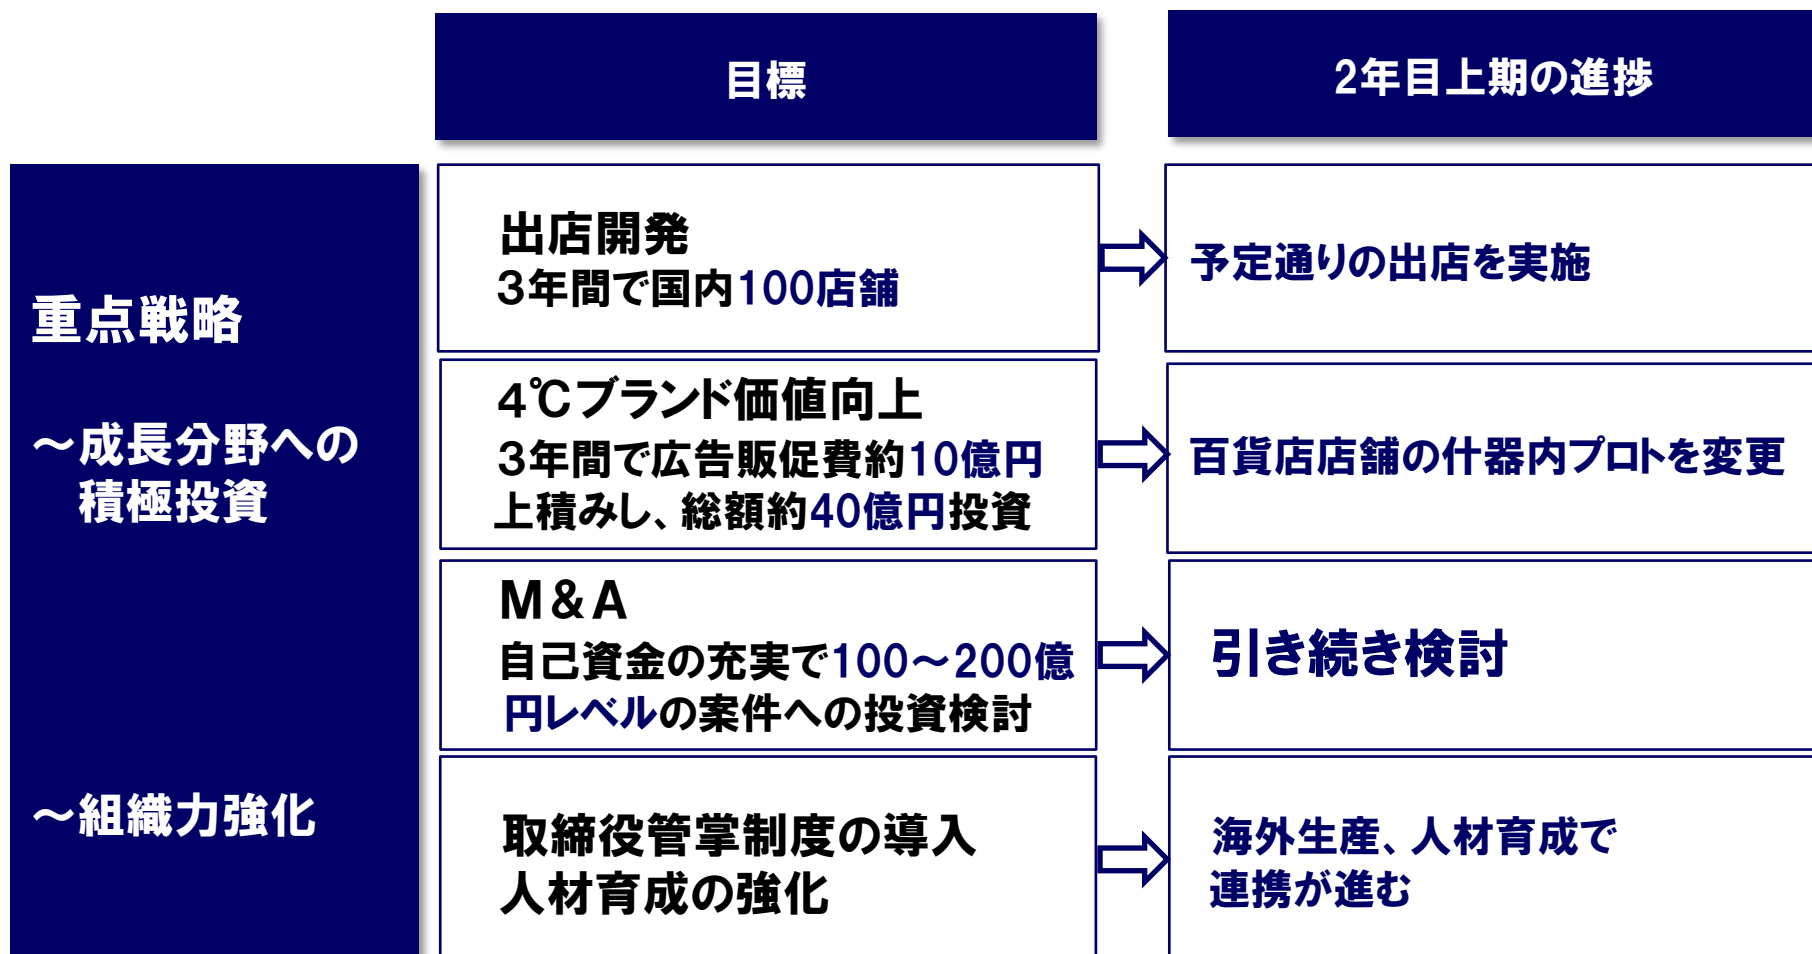 目標
2年目上期の進捗
重点戦略
～成長分野への
積極投資
～組織力強化
出店開発
3年間で国内100店舗
予定通りの出店を実施
4℃ブランド価値向上
3年間で広告販促費約10億円
上積みし、総額約40億円投資
百貨店店舗の什器内プロトを変更
M&A
自己資金の充実で100～200億
円レベルの案件への投資検討
引き続き検討
取締役管掌制度の導入
人材育成の強化
海外生産、人材育成で
連携が進む